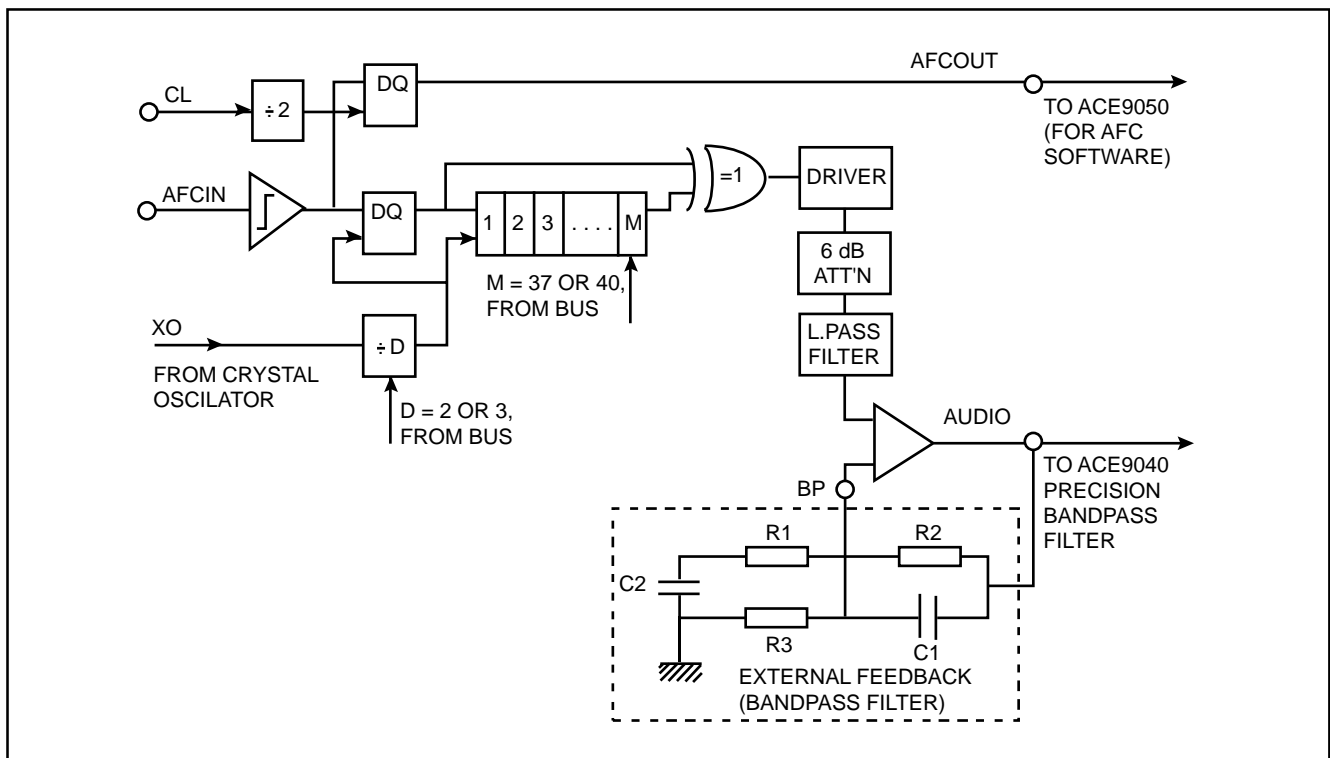 AFCOUT
CL
÷2
DQ
TO ACE9050
(FOR AFC
SOFTWARE)
AFCIN
DQ
1 2 3 . . . . M
=1
DRIVER
6 dB
ATT'N
M = 37 OR 40,
FROM BUS
XO
÷D
L.PASS
FILTER
FROM CRYSTAL
OSCILATOR
D = 2 OR 3,
FROM BUS
AUDIO
TO ACE9040
PRECISION
BANDPASS
FILTER
BP
R1
R2
C2
R3
C1
EXTERNAL FEEDBACK
(BANDPASS FILTER)